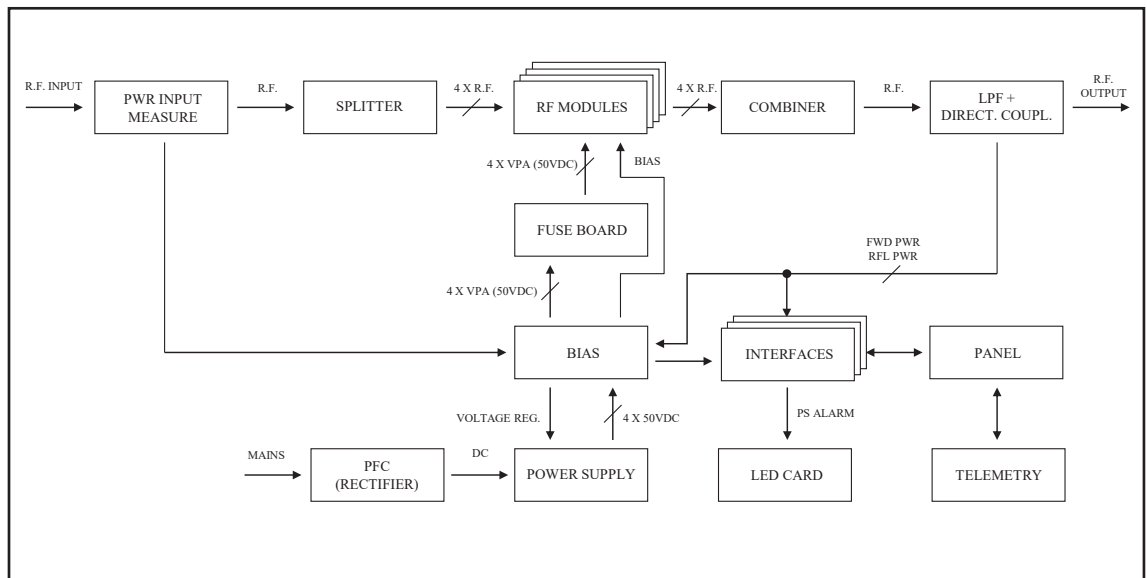 R.F. INPUT
PWR INPUT
MEASURE
R.F.
SPLITTER
4 X R.F.
RF MODULES
4 X R.F.
COMBINER
R.F.
LPF +
DIRECT. COUPL.
R.F.
OUTPUT
4 X VPA (50VDC)
BIAS
FUSE BOARD
FWD PWR
RFL PWR
4 X VPA (50VDC)
BIAS
INTERFACES
PANEL
VOLTAGE REG.
4 X 50VDC
PS ALARM
MAINS
PFC
(RECTIFIER)
DC
POWER SUPPLY
LED CARD
TELEMETRY